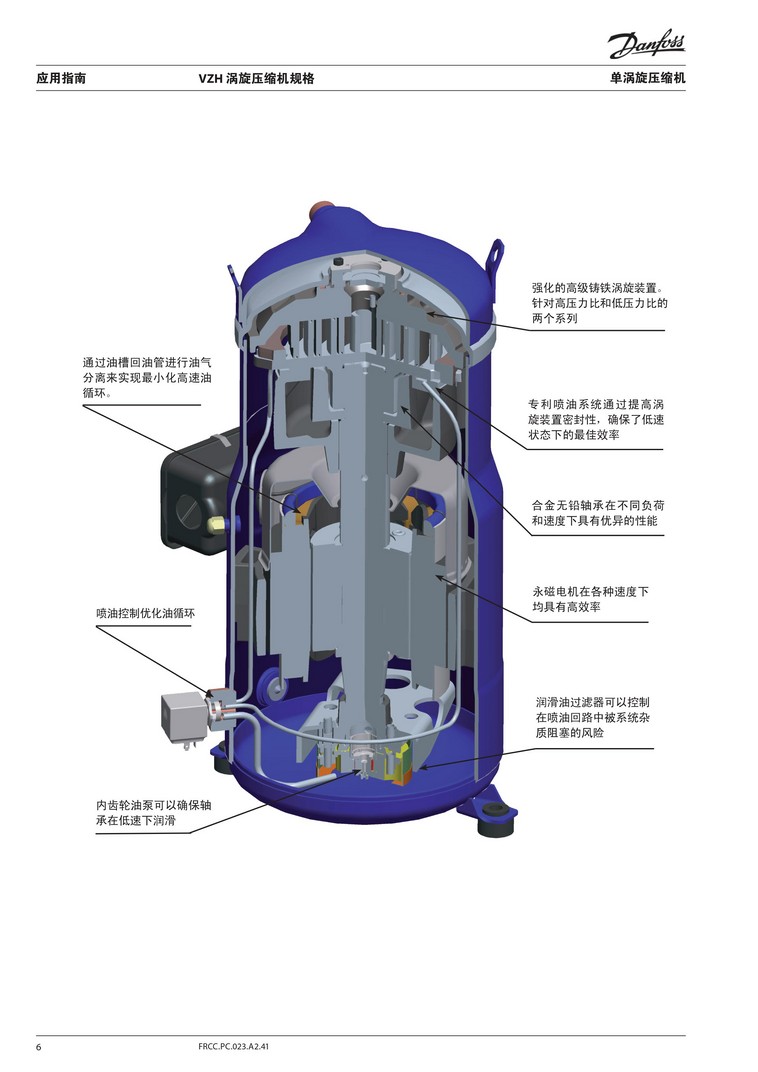 Danfoss
应用指南
VZH 涡旋压缩机规格
单涡旋压缩机
强化的高级铸铁涡旋装置。
针对高压力比和低压力比的
两个系列
通过油槽回油管进行油气
分离来实现最小化高速油
循环。
专利喷油系统通过提高涡
旋装置密封性，确保了低速
状态下的最佳效率
合金无铅轴承在不同负荷
和速度下具有优异的性能
永磁电机在各种速度下
均具有高效率
喷油控制优化油循环
润滑油过滤器可以控制
在喷油回路中被系统杂
质阻塞的风险
内齿轮油泵可以确保轴
承在低速下润滑
6
FRCC.PC.023.A2.41